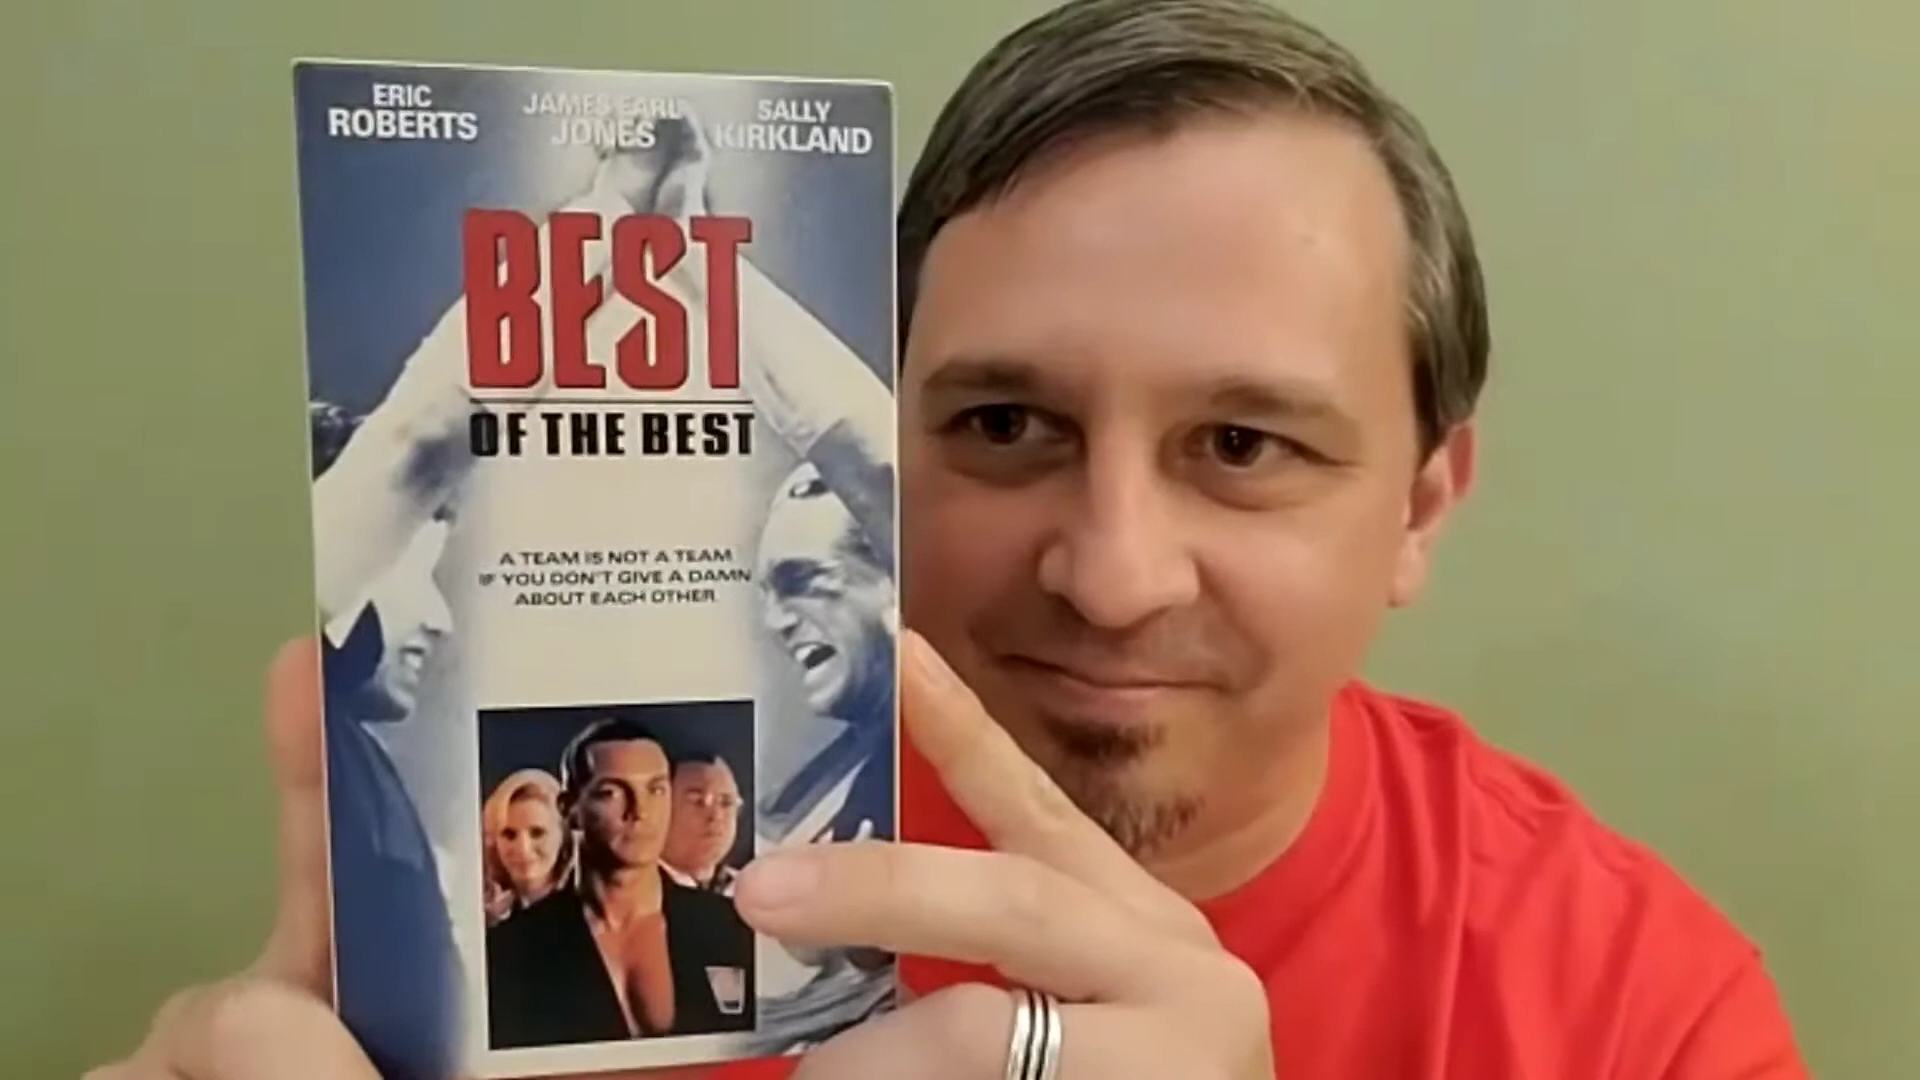 ERIC
ROBERTS
JAMES EARL
JONES
SALLY
KIRKLAND
BEST
OF THE BEST
A TEAM IS NOT A TEAM
IF YOU DON'T GIVE A DAMN
ABOUT EACH OTHER.